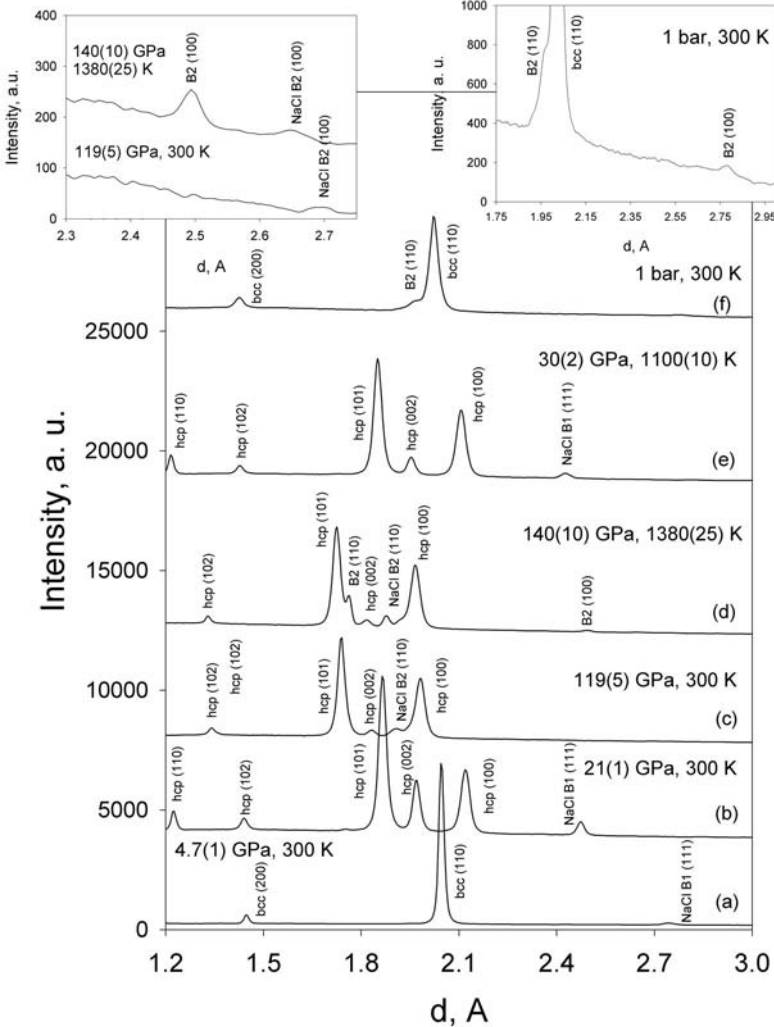 400
300
200
100
0
Intensity, a.u.
140(10) GPa
1380(25) K
B2 (100)
NaCl B2 (100)
119(5) GPa, 300 K
NaCl B2 (100)
2.3
2.4
2.5
2.6
2.7
d, A
1000
800
600
400
200
0
Intensity, a. u.
1 bar, 300 K
B2 (110)
bcc (110)
B2 (100)
1.75
1.95
2.15
2.35
2.55
2.75
2.95
d, A
Intensity, a. u.
25000
20000
15000
10000
5000
0
bcc (200)
B2 (110)
bcc (110)
1 bar, 300 K
(f)
30(2) GPa, 1100(10) K
hcp (110)
hcp (102)
hcp (101)
hcp (002)
hcp (100)
NaCl B1 (111)
(e)
140(10) GPa, 1380(25) K
hcp (102)
hcp (101)
B2 (110)
hcp (002)
NaCl B2 (110)
hcp (100)
B2 (100)
(d)
119(5) GPa, 300 K
hcp (102)
hcp (102)
hcp (101)
hcp (002)
NaCl B2 (110)
hcp (100)
(c)
21(1) GPa, 300 K
hcp (110)
hcp (102)
hcp (101)
hcp (002)
hcp (100)
NaCl B1 (111)
(b)
4.7(1) GPa, 300 K
bcc (200)
bcc (110)
NaCl B1 (111)
(a)
1.2
1.5
1.8
2.1
2.4
2.7
3.0
d, A